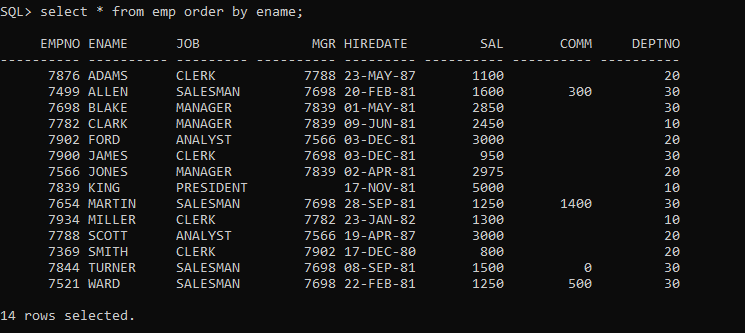 SQL> select * from emp order by ename;
     EMPNO ENAME      JOB              MGR HIREDATE         SAL       COMM     DEPTNO
---------- ---------- --------- ---------- --------- ---------- ---------- ----------
      7876 ADAMS      CLERK           7788 23-MAY-87       1100                    20
      7499 ALLEN      SALESMAN        7698 20-FEB-81       1600        300         30
      7698 BLAKE      MANAGER         7839 01-MAY-81       2850                    30
      7782 CLARK      MANAGER         7839 09-JUN-81       2450                    10
      7902 FORD       ANALYST         7566 03-DEC-81       3000                    20
      7900 JAMES      CLERK           7698 03-DEC-81        950                    30
      7566 JONES      MANAGER         7839 02-APR-81       2975                    20
      7839 KING       PRESIDENT            17-NOV-81       5000                    10
      7654 MARTIN     SALESMAN        7698 28-SEP-81       1250       1400         30
      7934 MILLER     CLERK           7782 23-JAN-82       1300                    10
      7788 SCOTT      ANALYST         7566 19-APR-87       3000                    20
      7369 SMITH      CLERK           7902 17-DEC-80        800                    20
      7844 TURNER     SALESMAN        7698 08-SEP-81       1500          0         30
      7521 WARD       SALESMAN        7698 22-FEB-81       1250        500         30
14 rows selected.